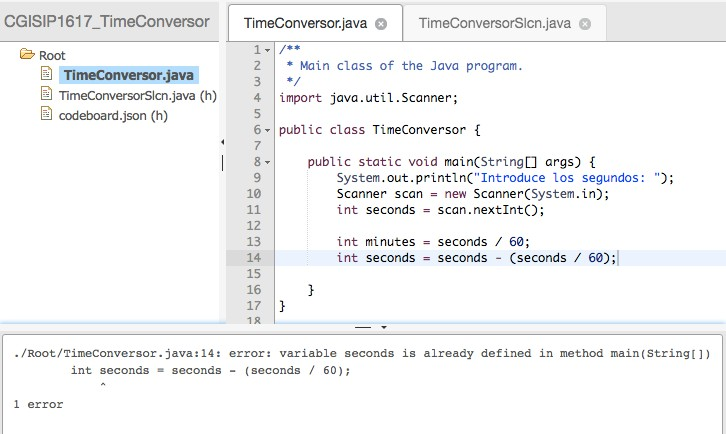 CGISIP1617_TimeConversor
Root
TimeConversor.java
TimeConversorSlcn.java (h)
codeboard.json (h)
TimeConversor.java
TimeConversorSlcn.java
1 /**
2  * Main class of the Java program.
3  */
4 import java.util.Scanner;
5
6 public class TimeConversor {
7
8     public static void main(String[] args) {
9         System.out.println("Introduce los segundos: ");
10         Scanner scan = new Scanner(System.in);
11         int seconds = scan.nextInt();
12
13         int minutes = seconds / 60;
14         int seconds = seconds - (seconds / 60);
15
16     }
17 }
18
./Root/TimeConversor.java:14: error: variable seconds is already defined in method main(String[])
        int seconds = seconds - (seconds / 60);
            ^
1 error